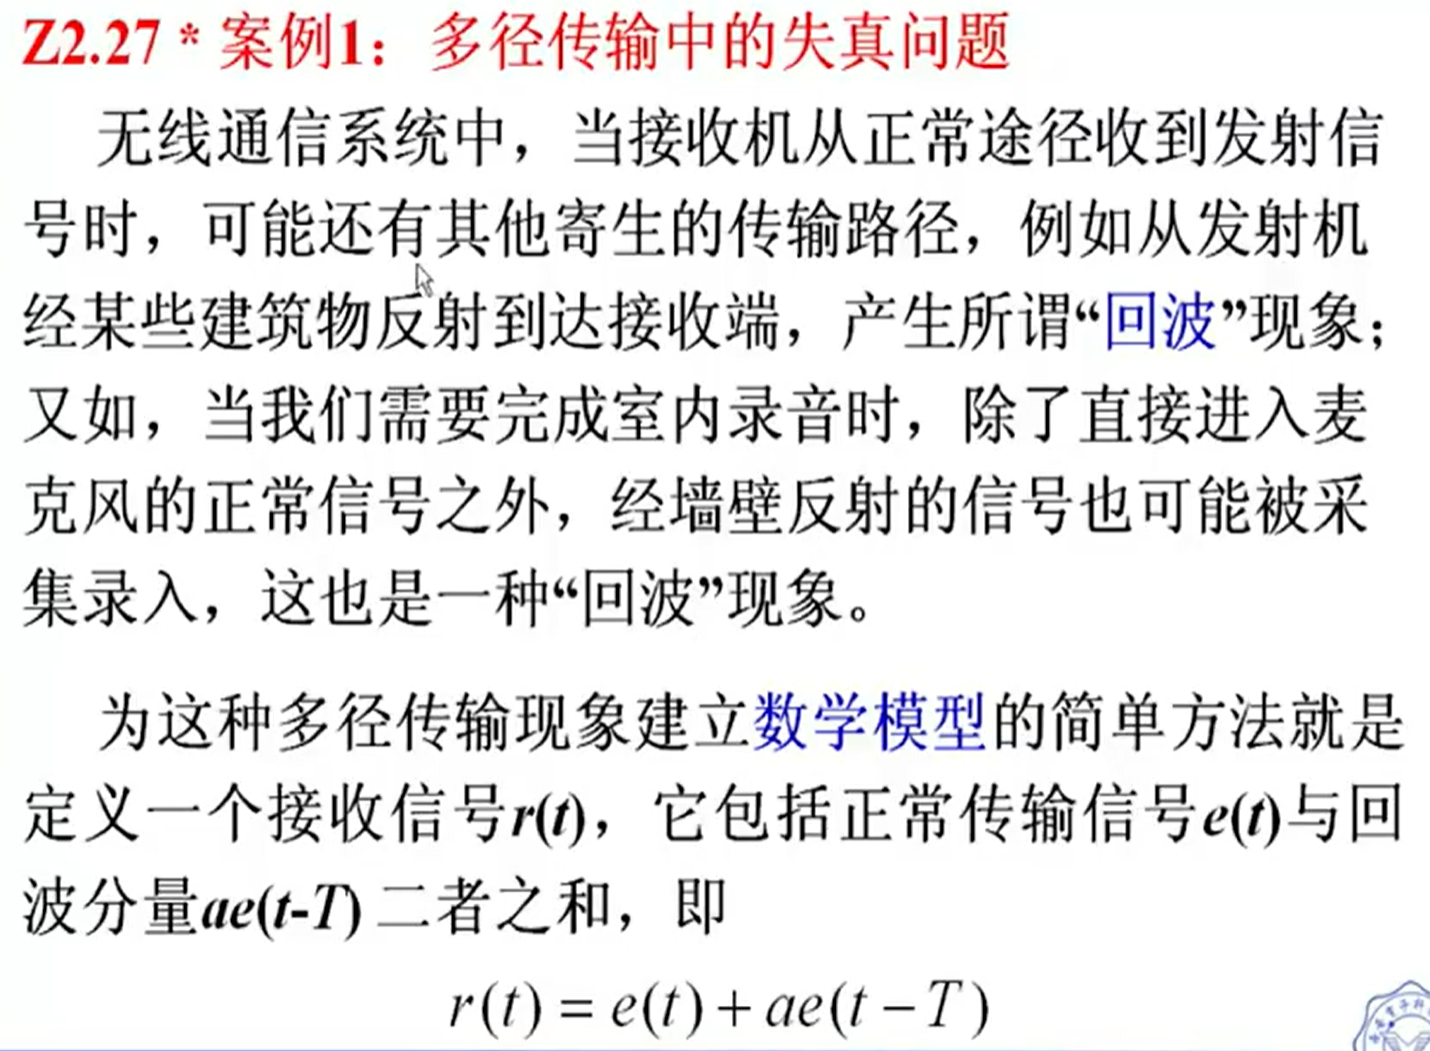 Z2.27 * 案例1：多径传输中的失真问题
无线通信系统中，当接收机从正常途径收到发射信
号时，可能还有其他寄生的传输路径，例如从发射机
经某些建筑物反射到达接收端，产生所谓“回波”现象；
又如，当我们需要完成室内录音时，除了直接进入麦
克风的正常信号之外，经墙壁反射的信号也可能被采
集录入，这也是一种“回波”现象。
为这种多径传输现象建立数学模型的简单方法就是
定义一个接收信号r(t)，它包括正常传输信号e(t)与回
波分量ae(t-T) 二者之和，即
r(t) = e(t) + ae(t − T)